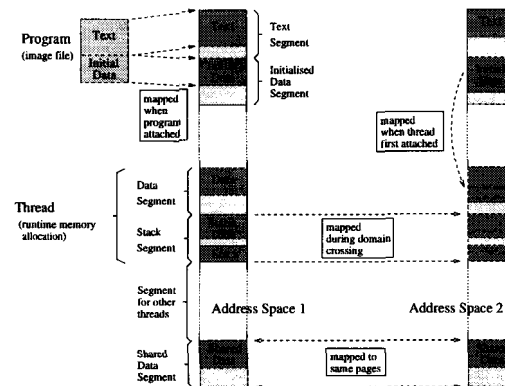 Program
(image file)
Text
Initial
Data
Text
Segment
Initialised
Data
Segment
mapped
when
program
attached
mapped
when thread
first attached
Thread
(runtime memory
allocation)
Data
Segment
Stack
Segment
mapped
during domain
crossing
Segment
for other
threads
Address Space 1
Address Space 2
Shared
Data
Segment
mapped to
same pages